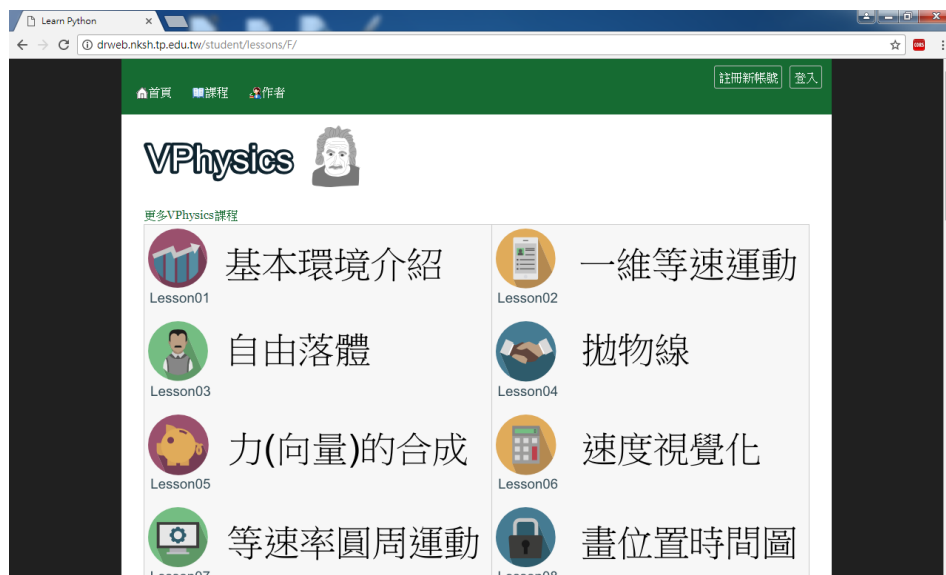 Learn Python
drweb.nksh.tp.edu.tw/student/lessons/F/
註冊新帳號 登入
首頁 課程 作者
VPhysics
更多VPhysics課程
基本環境介紹
Lesson01
一維等速運動
Lesson02
自由落體
Lesson03
拋物線
Lesson04
力(向量)的合成
Lesson05
速度視覺化
Lesson06
等速率圓周運動
Lesson07
畫位置時間圖
Lesson08